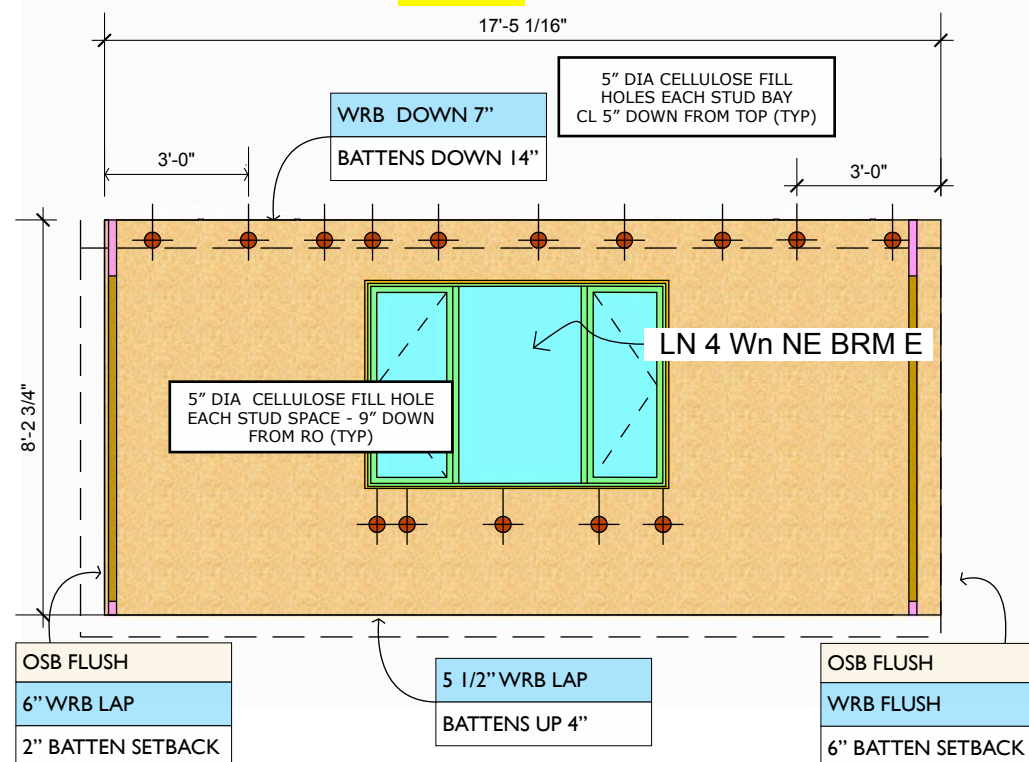 17'-5 1/16"
5” DIA CELLULOSE FILL
HOLES EACH STUD BAY
CL 5” DOWN FROM TOP (TYP)
WRB DOWN 7”
BATTENS DOWN 14”
3'-0"
3'-0"
8'-2 3/4"
LN 4 Wn NE BRM E
5” DIA CELLULOSE FILL HOLE
EACH STUD SPACE - 9” DOWN
FROM RO (TYP)
OSB FLUSH
6” WRB LAP
2” BATTEN SETBACK
5 1/2” WRB LAP
BATTENS UP 4”
OSB FLUSH
WRB FLUSH
6” BATTEN SETBACK